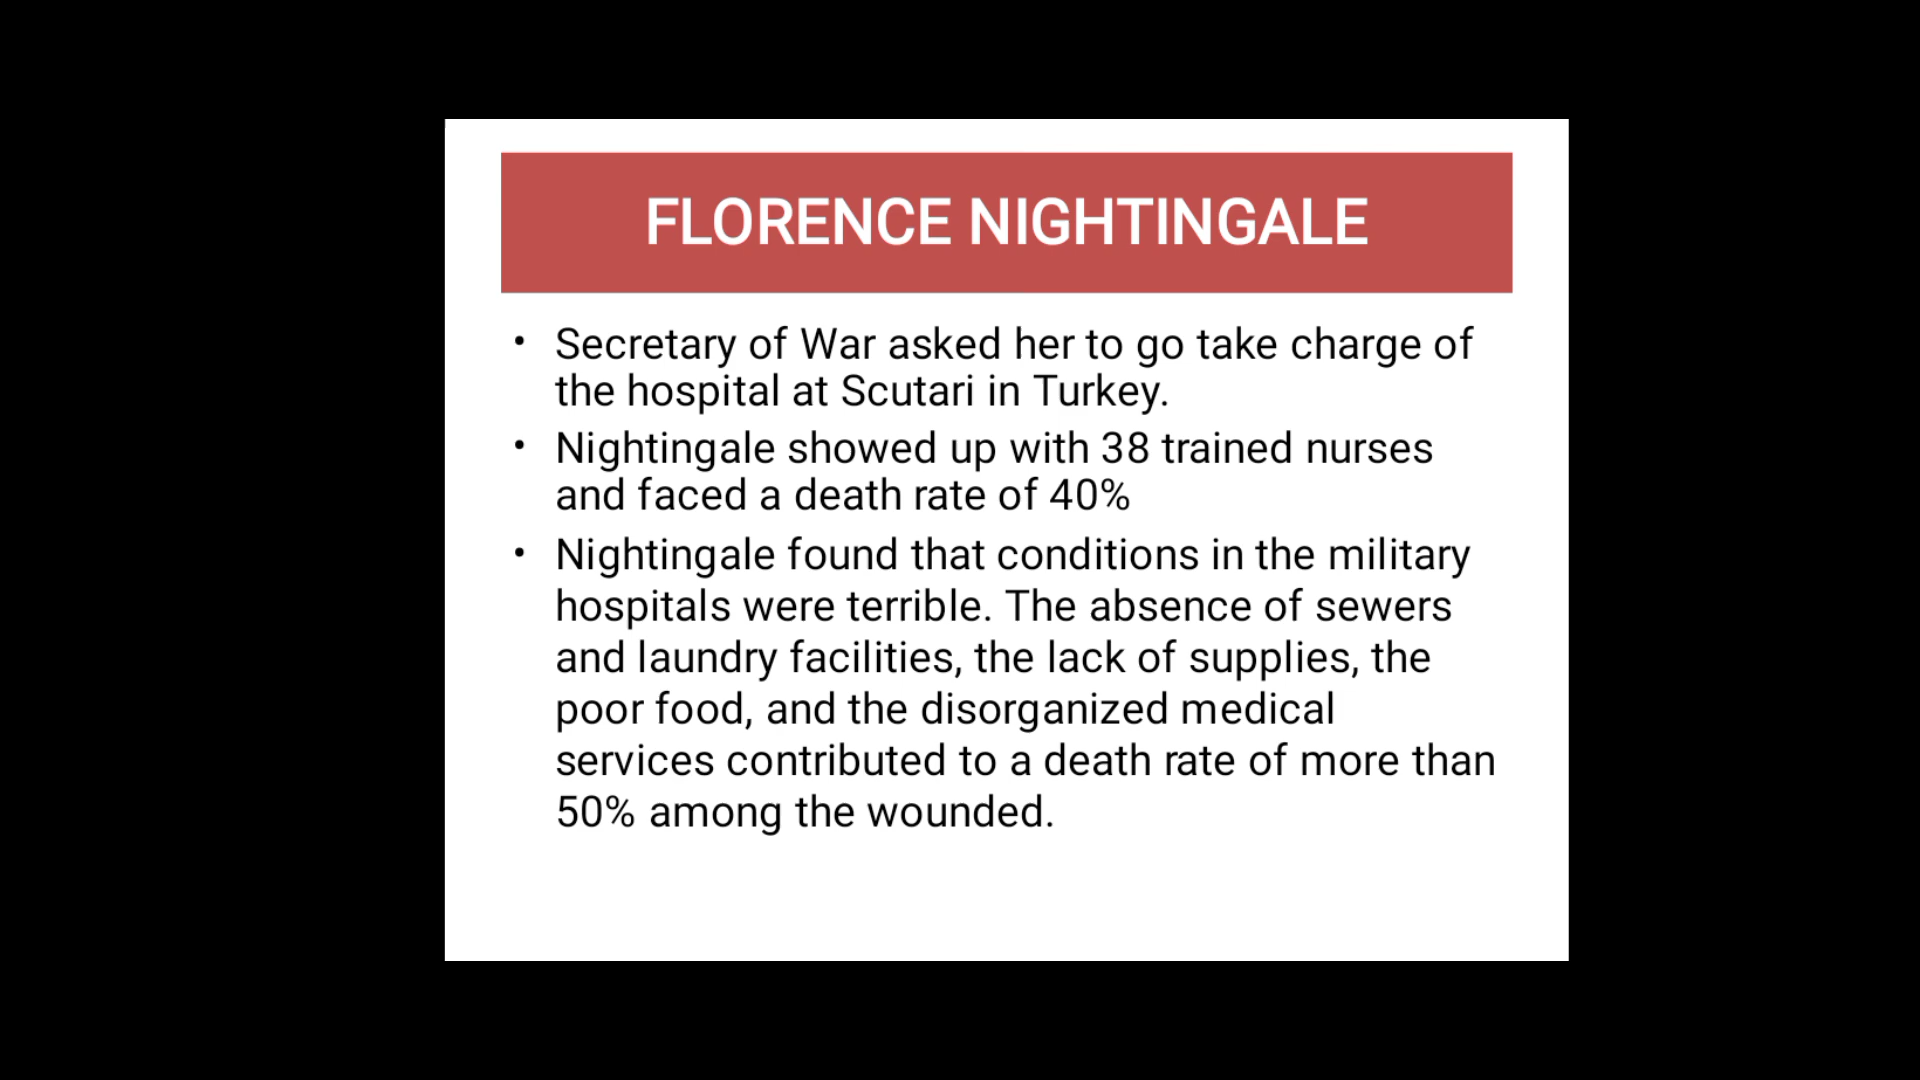 FLORENCE NIGHTINGALE
• Secretary of War asked her to go take charge of
the hospital at Scutari in Turkey.
• Nightingale showed up with 38 trained nurses
and faced a death rate of 40%
• Nightingale found that conditions in the military
hospitals were terrible. The absence of sewers
and laundry facilities, the lack of supplies, the
poor food, and the disorganized medical
services contributed to a death rate of more than
50% among the wounded.